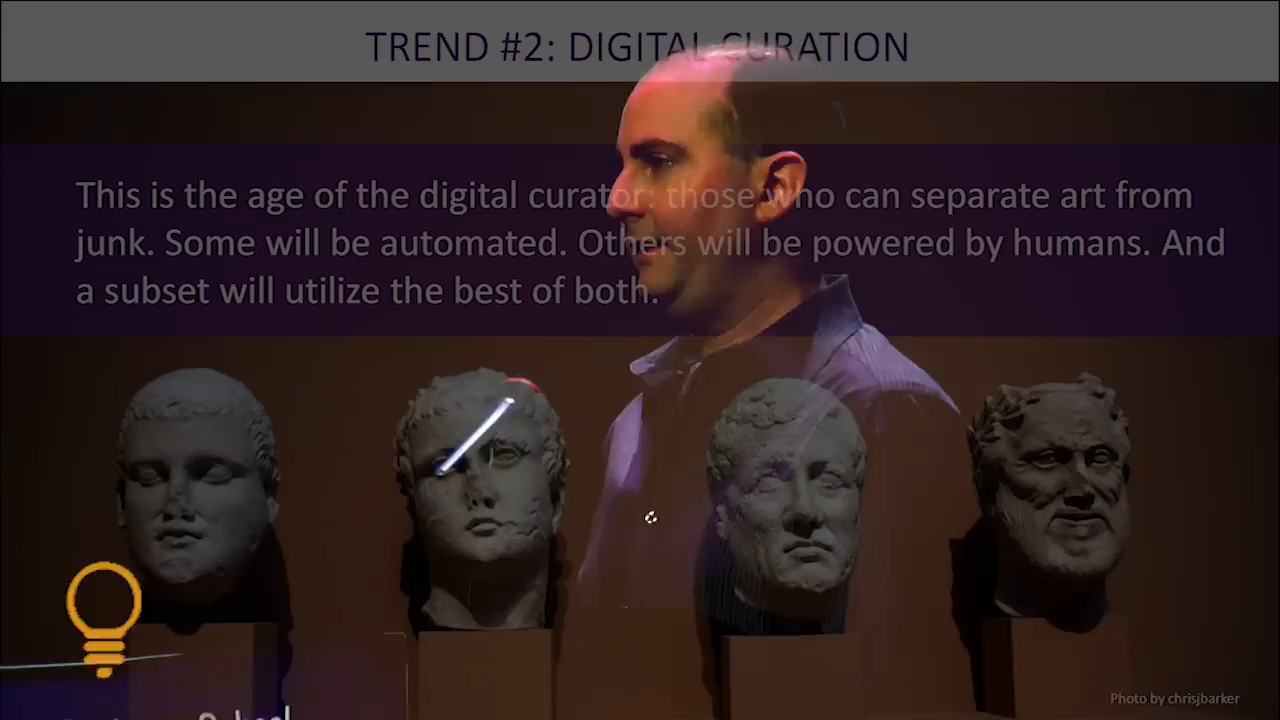 TREND #2: DIGITAL CURATION
This is the age of the digital curator: those who can separate art from
junk. Some will be automated. Others will be powered by humans. And
a subset will utilize the best of both.
Photo by chrisjbarker